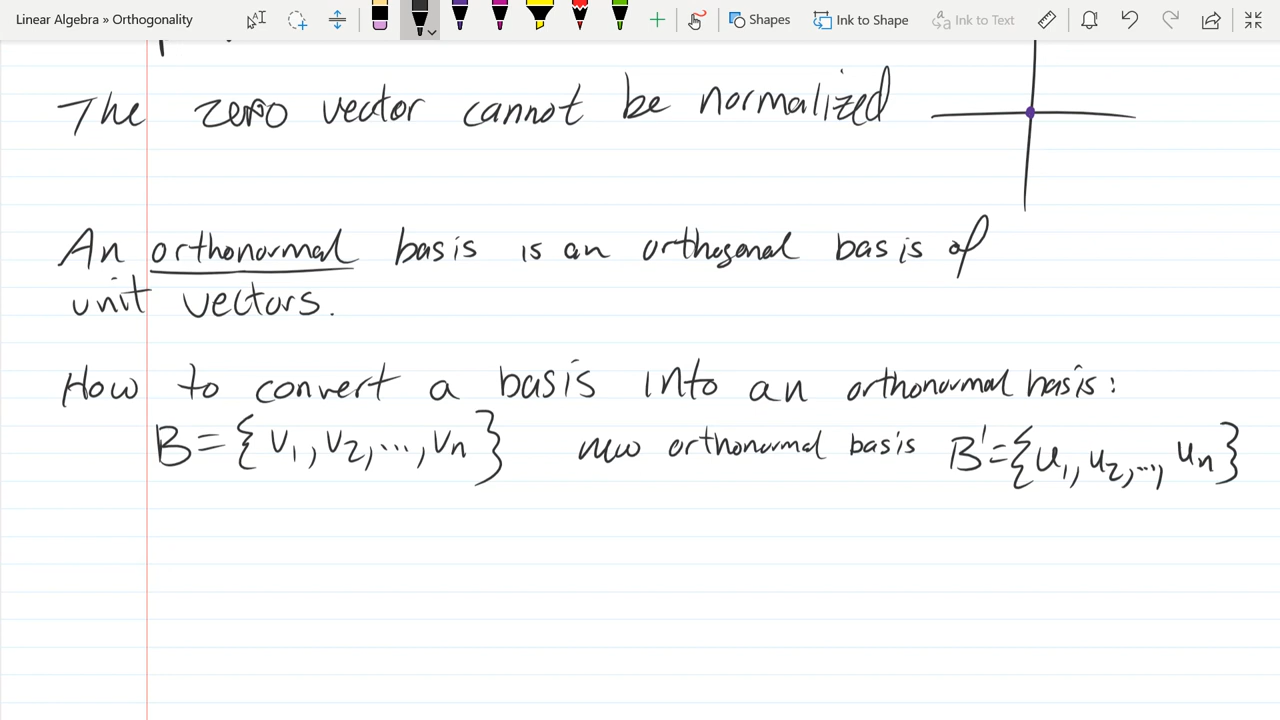 Linear Algebra » Orthogonality
Shapes
Ink to Shape
Ink to Text
The zero vector cannot be normalized
An orthonormal basis is an orthogonal basis of
unit vectors.
How to convert a basis into an orthonormal basis:
B = {v1, v2, ..., vn} new orthonormal basis B' = {u1, u2, ..., un}